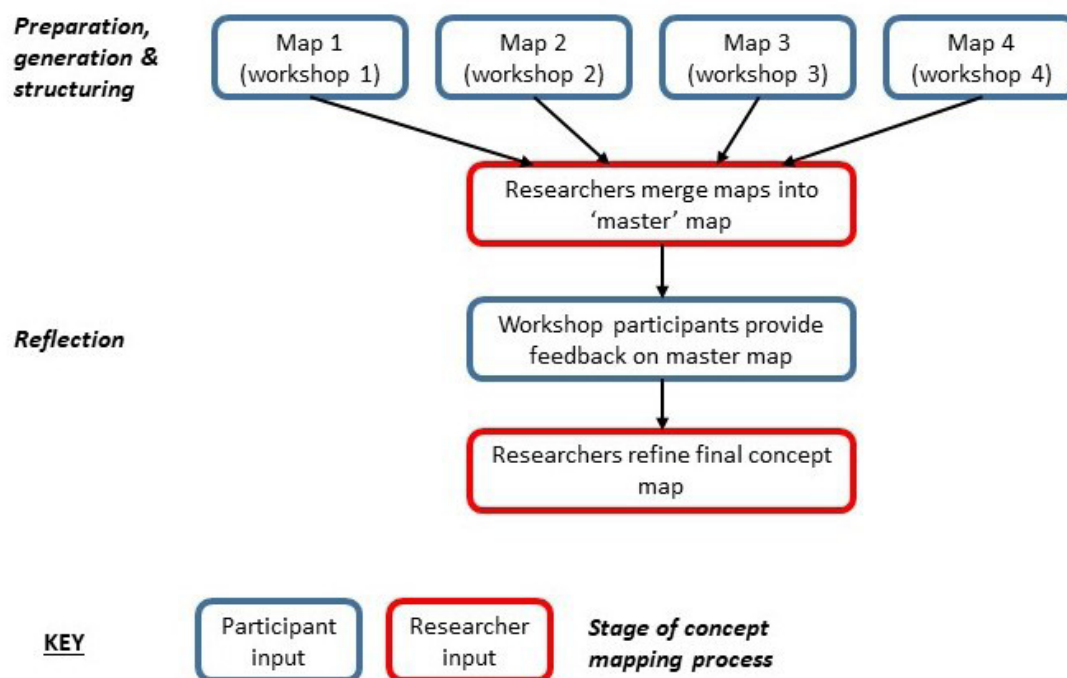 Preparation,
generation &
structuring
Map 1
(workshop 1)
Map 2
(workshop 2)
Map 3
(workshop 3)
Map 4
(workshop 4)
Researchers merge maps into
‘master’ map
Reflection
Workshop participants provide
feedback on master map
Researchers refine final concept
map
KEY
Participant
input
Researcher
input
Stage of concept
mapping process